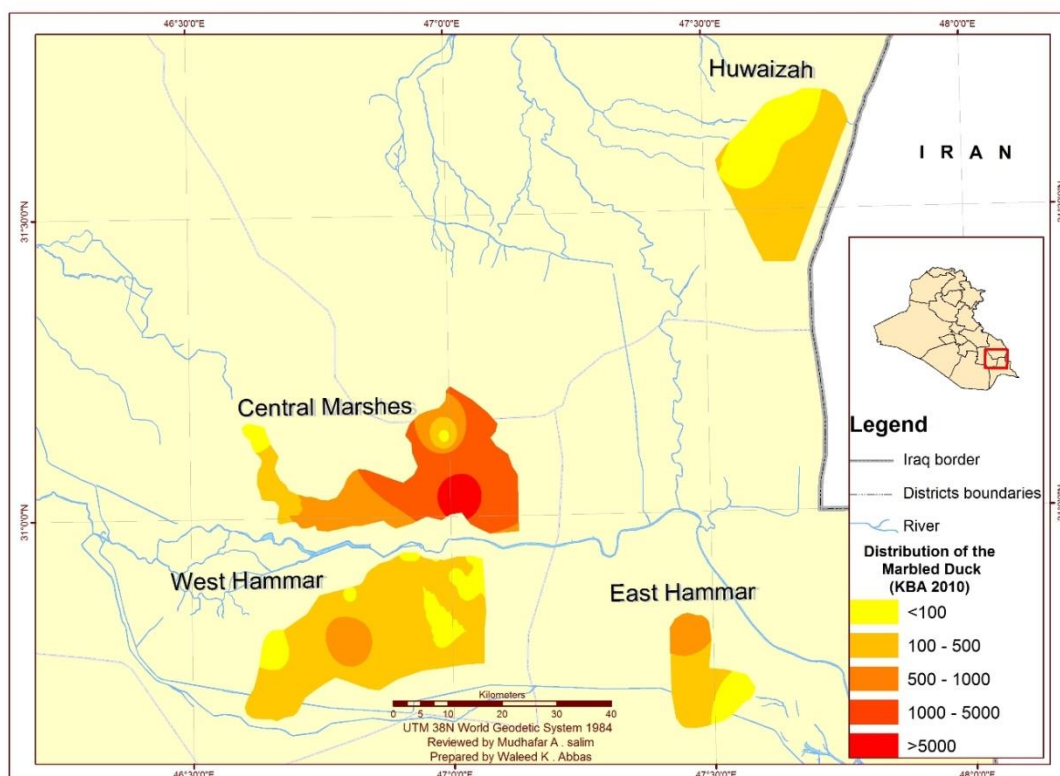 46°30'0"E
47°0'0"E
47°30'0"E
48°0'0"E
Huwaizah
I R A N
31°30'0"N
Central Marshes
31°0'0"N
West Hammar
East Hammar
Legend
Iraq border
Districts boundaries
River
Distribution of the
Marbled Duck
(KBA 2010)
<100
100 - 500
500 - 1000
1000 - 5000
>5000
Kilometers
0 5 10 20 30 40
UTM 38N World Geodetic System 1984
Reviewed by Mudhafar A . salim
Prepared by Waleed K . Abbas
46°30'0"E
47°0'0"E
47°30'0"E
48°0'0"E